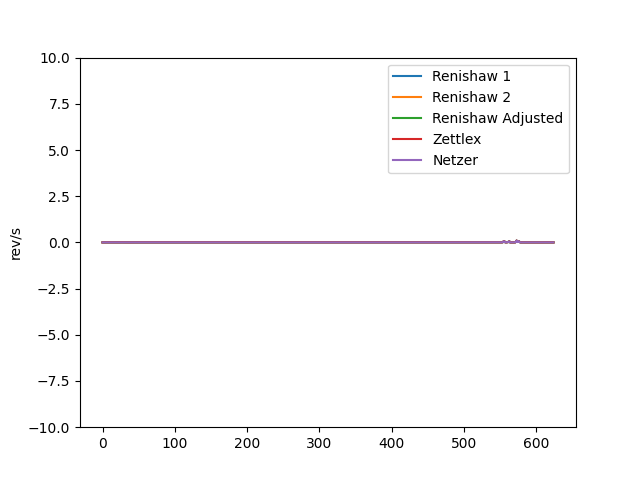 10.0
7.5
5.0
2.5
0.0
−2.5
−5.0
−7.5
−10.0
rev/s
Renishaw 1
Renishaw 2
Renishaw Adjusted
Zettlex
Netzer
0 100 200 300 400 500 600